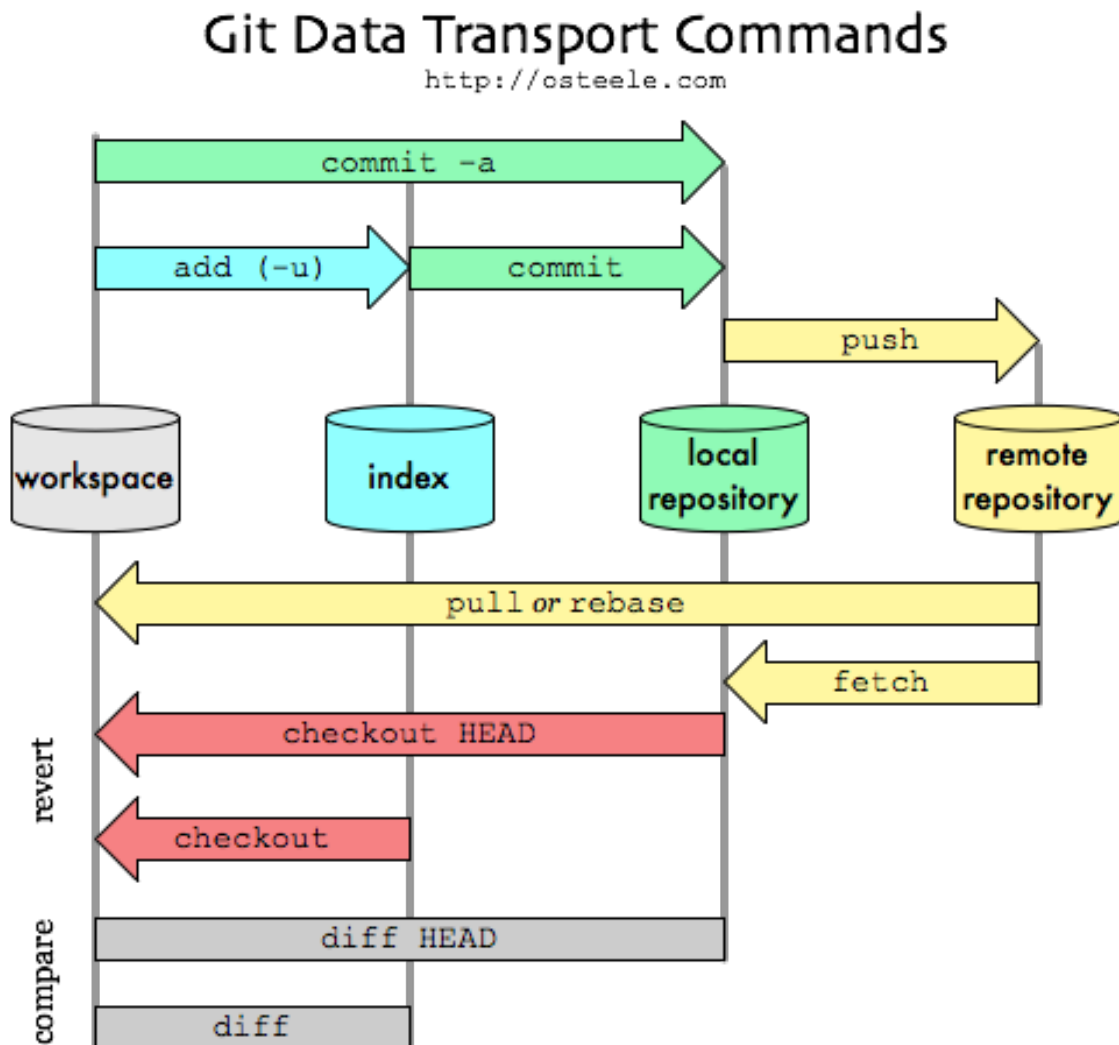 Git Data Transport Commands
http://osteele.com
commit -a
add (-u)
commit
push
workspace
index
local
repository
remote
repository
pull or rebase
fetch
revert
checkout HEAD
checkout
compare
diff HEAD
diff